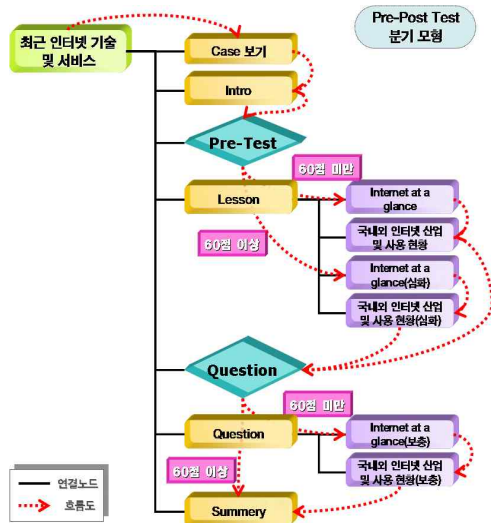 최근 인터넷 기술
및 서비스
Pre-Post Test
분기 모형
Case 보기
Intro
Pre-Test
60점 미만
Lesson
Internet at a
glance
국내외 인터넷 산업
및 사용 현황
60점 이상
Internet at a
glance(심화)
국내외 인터넷 산업
및 사용 현황(심화)
Question
60점 미만
Question
Internet at a
glance(보충)
60점 이상
국내외 인터넷 산업
및 사용 현황(보충)
Summery
연결노드
흐름도